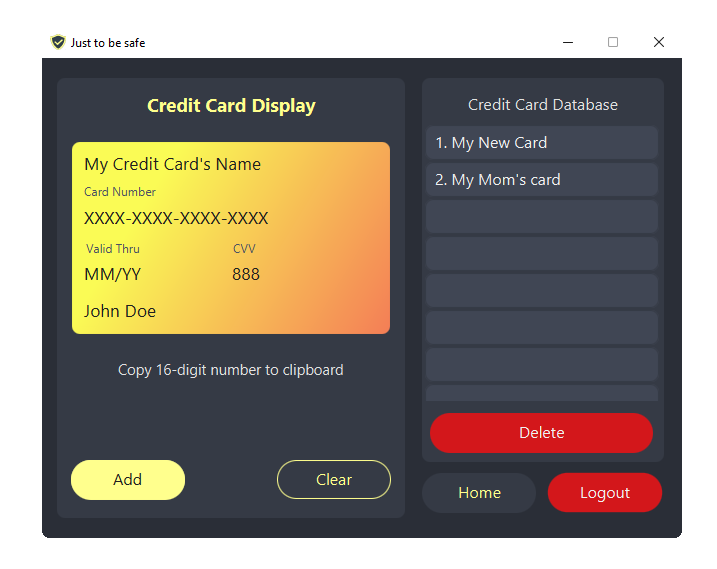 Just to be safe
Credit Card Display
My Credit Card's Name
Card Number
XXXX-XXXX-XXXX-XXXX
Valid Thru CVV
MM/YY 888
John Doe
Copy 16-digit number to clipboard
Add Clear
Credit Card Database
1. My New Card
2. My Mom's card
Delete
Home Logout